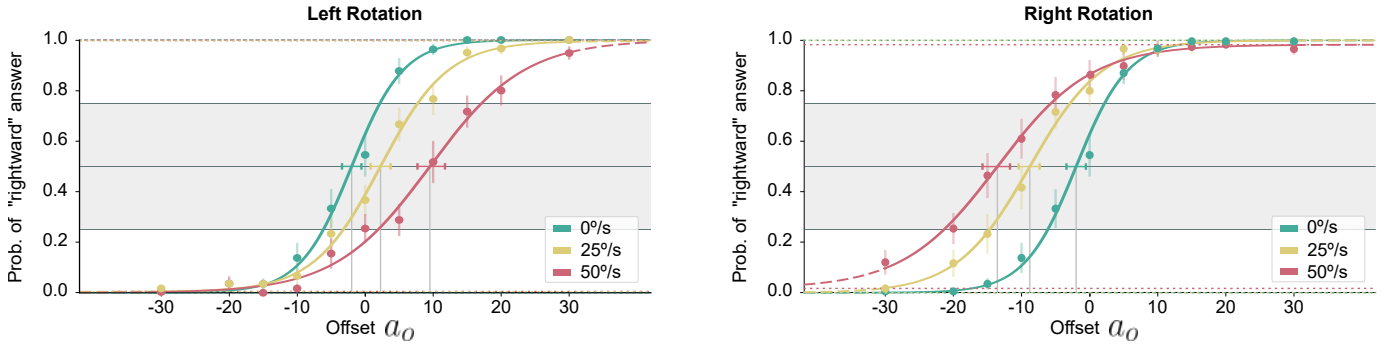 Left Rotation
Prob. of "rightward" answer
1.0
0.8
0.6
0.4
0.2
0.0
0º/s
25º/s
50º/s
-30 -20 -10 0 10 20 30
Offset a_o
Right Rotation
Prob. of "rightward" answer
1.0
0.8
0.6
0.4
0.2
0.0
0º/s
25º/s
50º/s
-30 -20 -10 0 10 20 30
Offset a_o